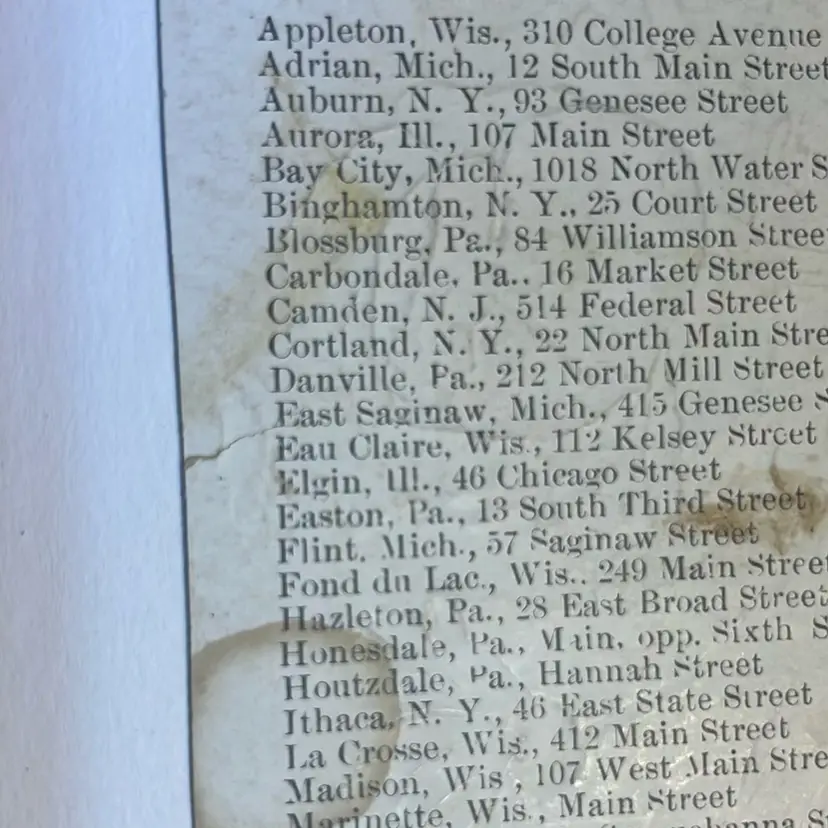 Appleton, Wis., 310 College Avenue
Adrian, Mich., 12 South Main Street
Auburn, N. Y., 93 Genesee Street
Aurora, Ill., 107 Main Street
Bay City, Mich., 1018 North Water S
Binghamton, N. Y., 25 Court Street
Blossburg, Pa., 84 Williamson Stree
Carbondale, Pa., 16 Market Street
Camden, N. J., 514 Federal Street
Cortland, N. Y., 22 North Main Stre
Danville, Pa., 212 North Mill Street
East Saginaw, Mich., 415 Genesee S
Eau Claire, Wis., 112 Kelsey Street
Elgin, Ill., 46 Chicago Street
Easton, Pa., 13 South Third Street
Flint, Mich., 57 Saginaw Street
Fond du Lac., Wis., 249 Main Street
Hazleton, Pa., 28 East Broad Street
Honesdale, Pa., Main, opp. Sixth S
Houtzdale, Pa., Hannah Street
Ithaca, N. Y., 46 East State Street
La Crosse, Wis., 412 Main Street
Madison, Wis., 107 West Main Stre
Marinette, Wis., Main Street